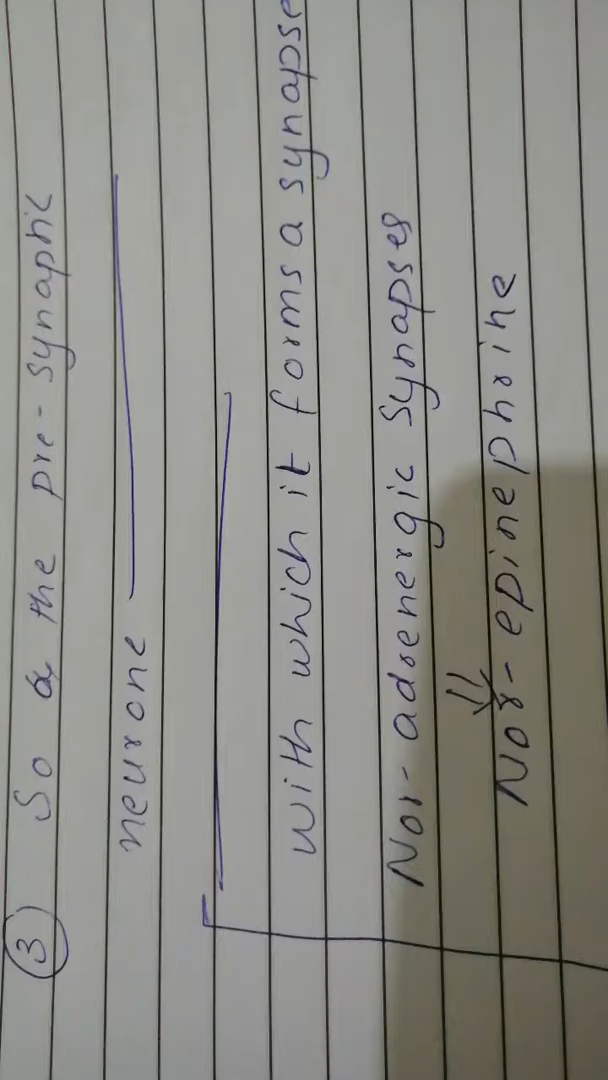 ③ So the pre-synaptic
neurone
with which it forms a synapse
Nor-adrenergic Synapses
⇓
Nor-epinephrine